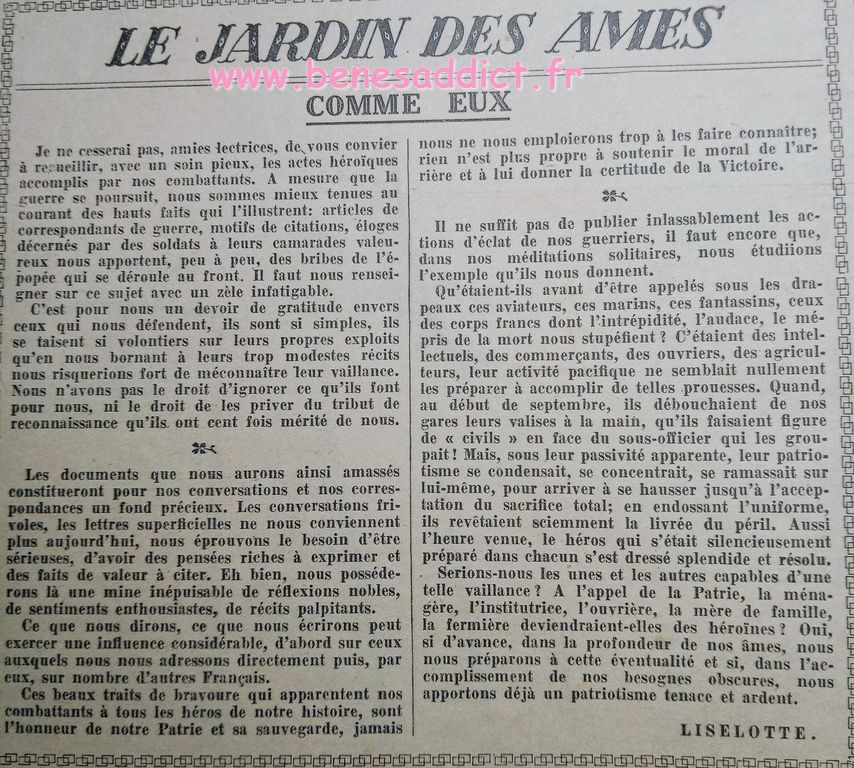 LE JARDIN DES AMES
www.benesaddict.fr
COMME EUX
Je ne cesserai pas, amies lectrices, de vous convier
à recueillir, avec un soin pieux, les actes héroïques
accomplis par nos combattants. A mesure que la
guerre se poursuit, nous sommes mieux tenues au
courant des hauts faits qui l'illustrent: articles de
correspondants de guerre, motifs de citations, éloges
décernés par des soldats à leurs camarades valeu-
reux nous apportent, peu à peu, des bribes de l'é-
popée qui se déroule au front. Il faut nous rensei-
gner sur ce sujet avec un zèle infatigable.
C'est pour nous un devoir de gratitude envers
ceux qui nous défendent, ils sont si simples, ils
se taisent si volontiers sur leurs propres exploits
qu'en nous bornant à leurs trop modestes récits
nous risquerions fort de méconnaître leur vaillance.
Nous n'avons pas le droit d'ignorer ce qu'ils font
pour nous, ni le droit de les priver du tribut de
reconnaissance qu'ils ont cent fois mérité de nous.
Les documents que nous aurons ainsi amassés
constitueront pour nos conversations et nos corres-
pondances un fond précieux. Les conversations fri-
voles, les lettres superficielles ne nous conviennent
plus aujourd'hui, nous éprouvons le besoin d'être
sérieuses, d'avoir des pensées riches à exprimer et
des faits de valeur à citer. Eh bien, nous posséde-
rons là une mine inépuisable de réflexions nobles,
de sentiments enthousiastes, de récits palpitants.
Ce que nous dirons, ce que nous écrirons peut
exercer une influence considérable, d'abord sur ceux
auxquels nous nous adressons directement puis, par
eux, sur nombre d'autres Français.
Ces beaux traits de bravoure qui apparentent nos
combattants à tous les héros de notre histoire, sont
l'honneur de notre Patrie et sa sauvegarde, jamais
nous ne nous emploierons trop à les faire connaître;
rien n'est plus propre à soutenir le moral de l'ar-
rière et à lui donner la certitude de la Victoire.
Il ne suffit pas de publier inlassablement les ac-
tions d'éclat de nos guerriers, il faut encore que,
dans nos méditations solitaires, nous étudiions
l'exemple qu'ils nous donnent.
Qu'étaient-ils avant d'être appelés sous les dra-
peaux ces aviateurs, ces marins, ces fantassins, ceux
des corps francs dont l'intrépidité, l'audace, le mé-
pris de la mort nous stupéfient? C'étaient des intel-
lectuels, des commerçants, des ouvriers, des agricul-
teurs, leur activité pacifique ne semblait nullement
les préparer à accomplir de telles prouesses. Quand,
au début de septembre, ils débouchaient de nos
gares leurs valises à la main, qu'ils faisaient figure
de « civils » en face du sous-officier qui les grou-
pait! Mais, sous leur passivité apparente, leur patrio-
tisme se condensait, se concentrait, se ramassait sur
lui-même, pour arriver à se hausser jusqu'à l'accep-
tation du sacrifice total; en endossant l'uniforme,
ils revêtaient sciemment la livrée du péril. Aussi
l'heure venue, le héros qui s'était silencieusement
préparé dans chacun s'est dressé splendide et résolu.
Serions-nous les unes et les autres capables d'une
telle vaillance? A l'appel de la Patrie, la ména-
gère, l'institutrice, l'ouvrière, la mère de famille,
la fermière deviendraient-elles des héroïnes? Oui,
si d'avance, dans la profondeur de nos âmes, nous
nous préparons à cette éventualité et si, dans l'ac-
complissement de nos besognes obscures, nous
apportons déjà un patriotisme tenace et ardent.
LISELOTTE.